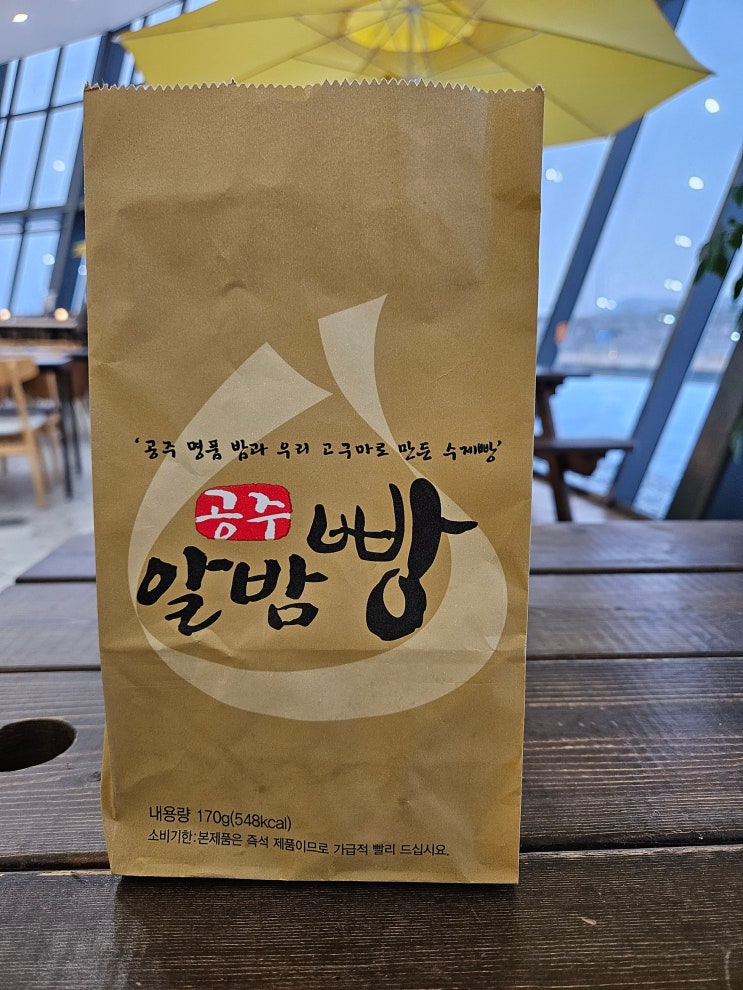 '공주 명품 밤과 우리 고구마로 만든 수제빵'
공주
알밤빵
내용량 170g(548kcal)
소비기한:본제품은 즉석 제품이므로 가급적 빨리 드십시요.